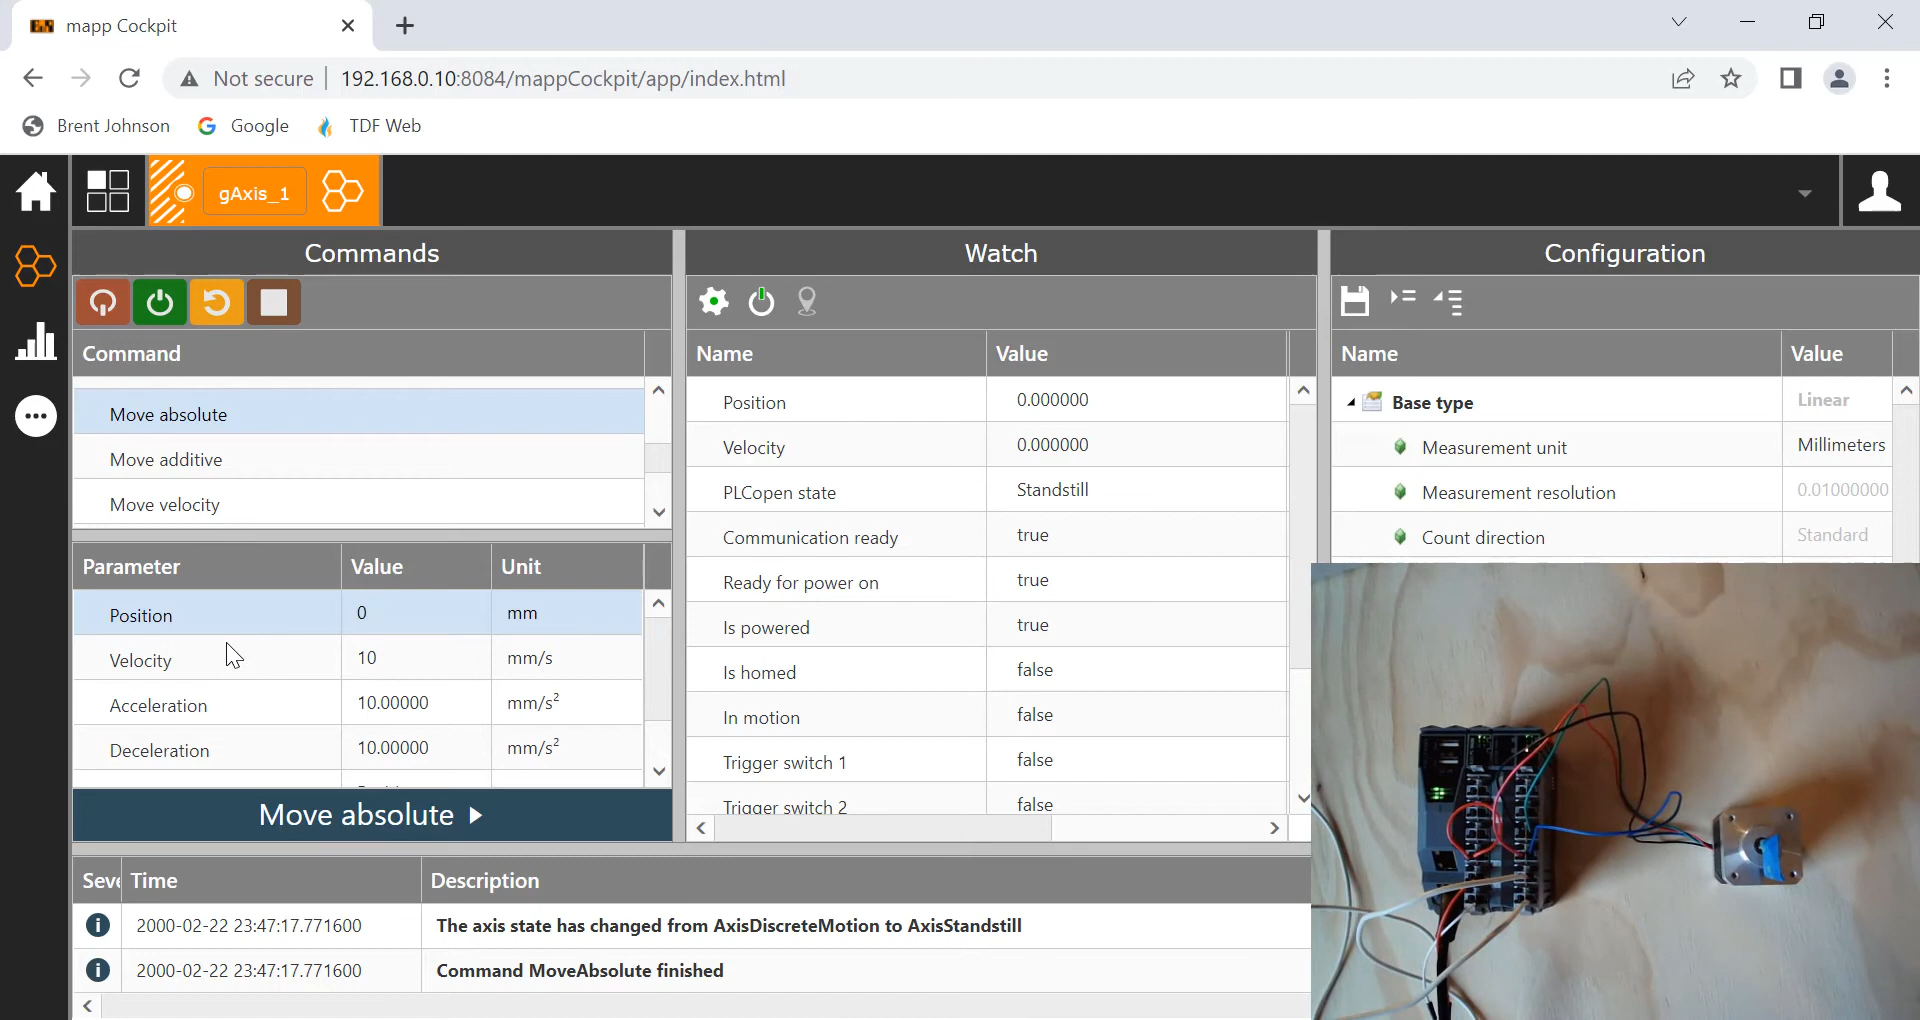 mapp Cockpit
Not secure
192.168.0.10:8084/mappCockpit/app/index.html
Brent Johnson
Google
TDF Web
gAxis_1
Commands
Command
Move absolute
Move additive
Move velocity
Parameter Value Unit
Position 0 mm
Velocity 10 mm/s
Acceleration 10.00000 mm/s²
Deceleration 10.00000 mm/s²
Move absolute
Watch
Name Value
Position 0.000000
Velocity 0.000000
PLCopen state Standstill
Communication ready true
Ready for power on true
Is powered true
Is homed false
In motion false
Trigger switch 1 false
Trigger switch 2 false
Configuration
Name Value
Base type Linear
Measurement unit Millimeters
Measurement resolution 0.01000000
Count direction Standard
Seve Time Description
2000-02-22 23:47:17.771600 The axis state has changed from AxisDiscreteMotion to AxisStandstill
2000-02-22 23:47:17.771600 Command MoveAbsolute finished